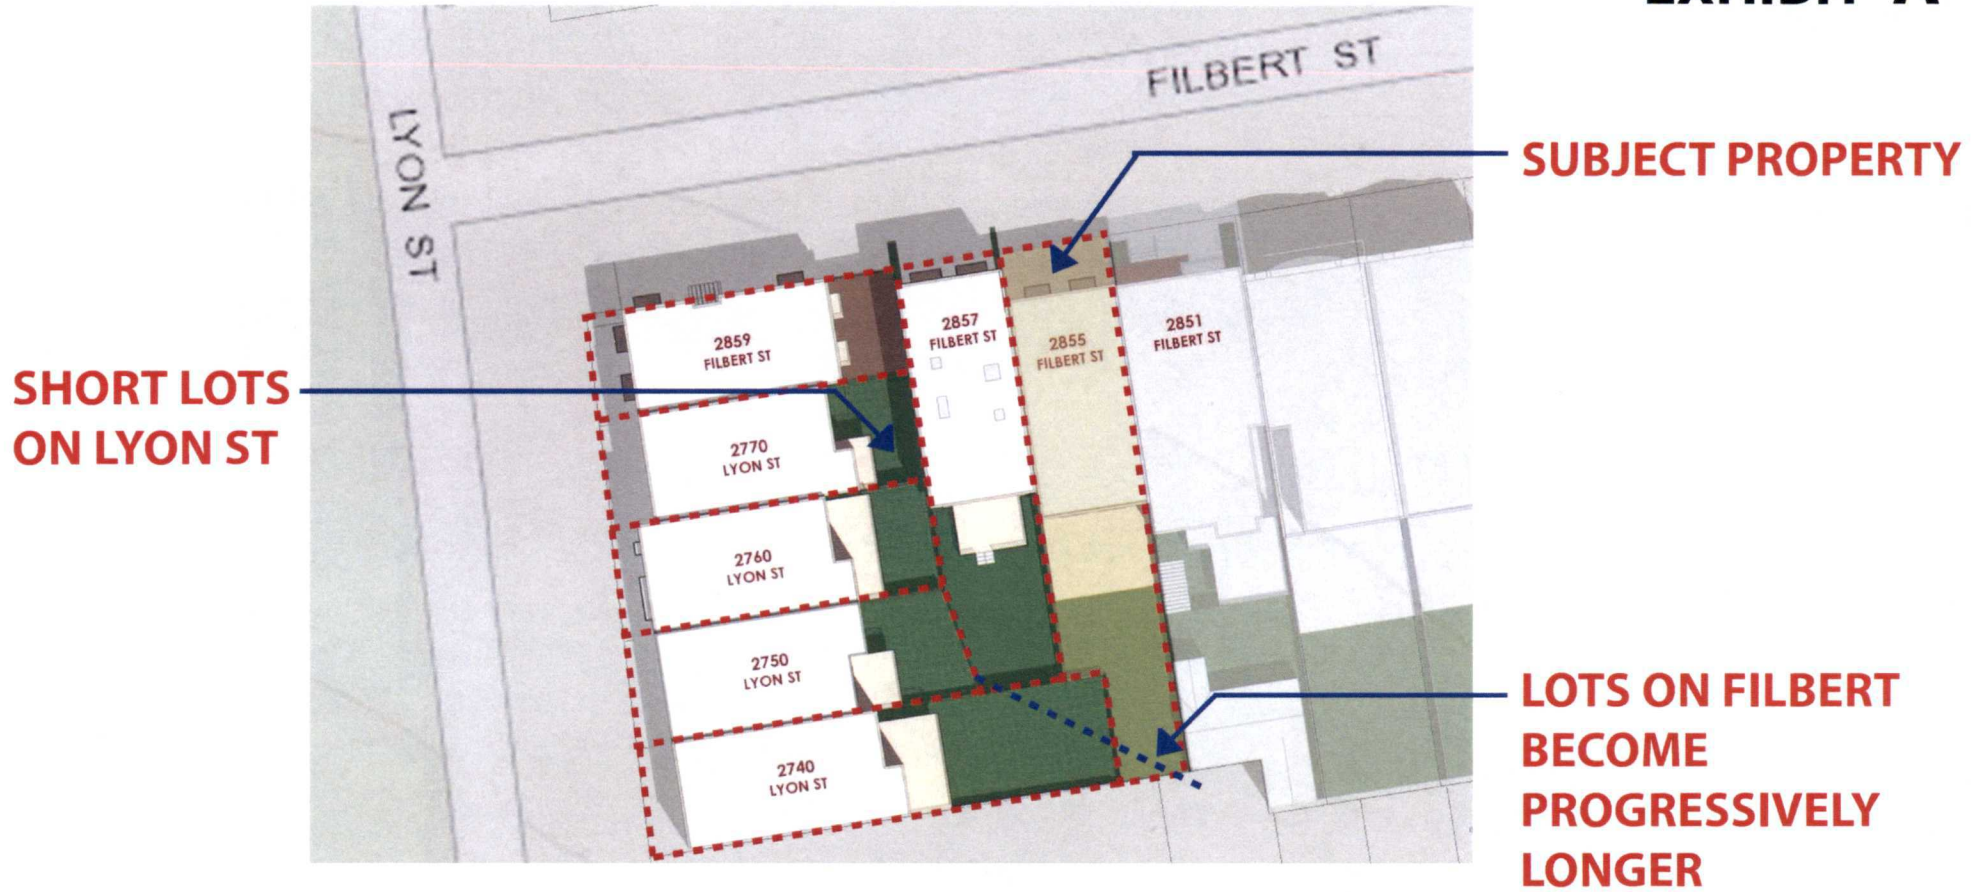 EXHIBIT A
FILBERT ST
LYON ST
SUBJECT PROPERTY
2859
FILBERT ST
2857
FILBERT ST
2855
FILBERT ST
2851
FILBERT ST
SHORT LOTS
ON LYON ST
2770
LYON ST
2760
LYON ST
2750
LYON ST
2740
LYON ST
LOTS ON FILBERT
BECOME
PROGRESSIVELY
LONGER